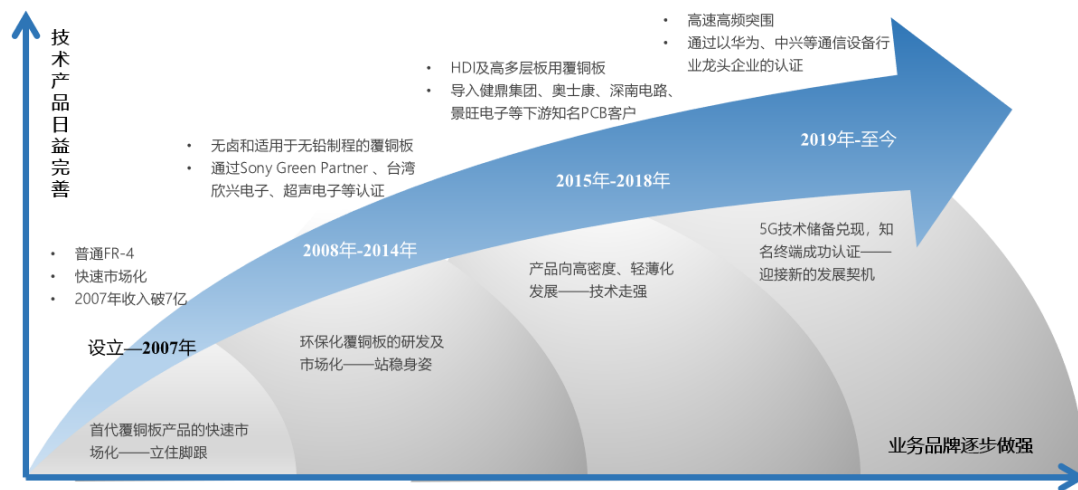 技术产品日益完善
• 普通FR-4
• 快速市场化
• 2007年收入破7亿
设立—2007年
首代覆铜板产品的快速市
场化——立住脚跟
• 无卤和适用于无铅制程的覆铜板
• 通过Sony Green Partner 、台湾
欣兴电子、超声电子等认证
2008年-2014年
环保化覆铜板的研发及
市场化——站稳身姿
• HDI及高多层板用覆铜板
• 导入健鼎集团、奥士康、深南电路、
景旺电子等下游知名PCB客户
2015年-2018年
产品向高密度、轻薄化
发展——技术走强
• 高速高频突围
• 通过以华为、中兴等通信设备行
业龙头企业的认证
2019年-至今
5G技术储备兑现，知
名终端成功认证——
迎接新的发展契机
业务品牌逐步做强